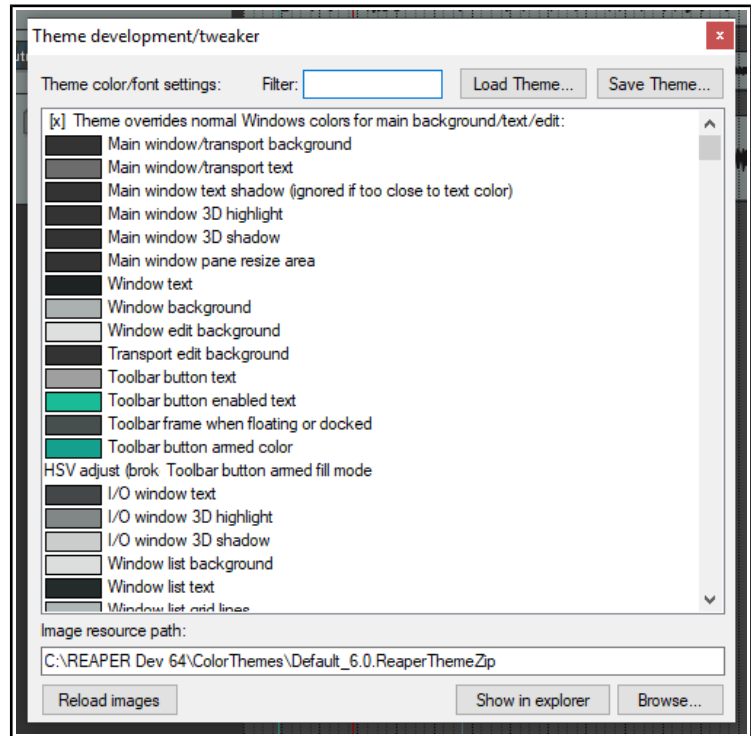 Theme development/tweaker
x
Theme color/font settings: Filter: Load Theme... Save Theme...
[x] Theme overrides normal Windows colors for main background/text/edit:
Main window/transport background
Main window/transport text
Main window text shadow (ignored if too close to text color)
Main window 3D highlight
Main window 3D shadow
Main window pane resize area
Window text
Window background
Window edit background
Transport edit background
Toolbar button text
Toolbar button enabled text
Toolbar frame when floating or docked
Toolbar button armed color
HSV adjust (brok Toolbar button armed fill mode
I/O window text
I/O window 3D highlight
I/O window 3D shadow
Window list background
Window list text
Window list grid lines
Image resource path:
C:\REAPER Dev 64\ColorThemes\Default_6.0.ReaperThemeZip
Reload images Show in explorer Browse...